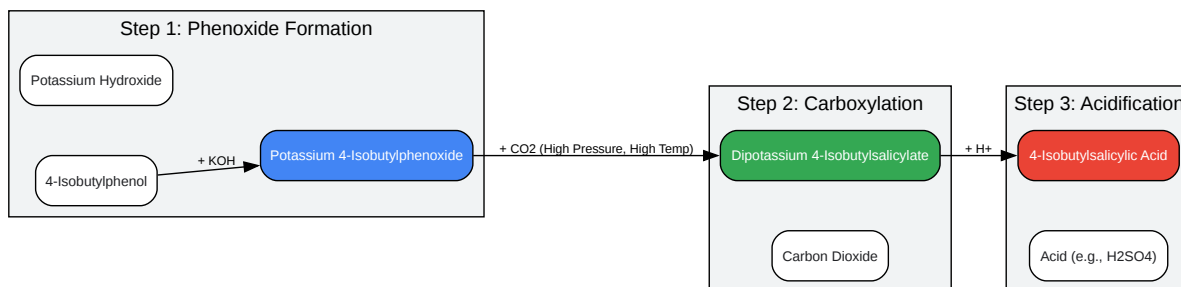 Step 1: Phenoxide Formation
Potassium Hydroxide
4-Isobutylphenol
+ KOH
Potassium 4-Isobutylphenoxide
+ CO2 (High Pressure, High Temp)
Step 2: Carboxylation
Dipotassium 4-Isobutylsalicylate
Carbon Dioxide
+ H+
Step 3: Acidification
4-Isobutylsalicylic Acid
Acid (e.g., H2SO4)